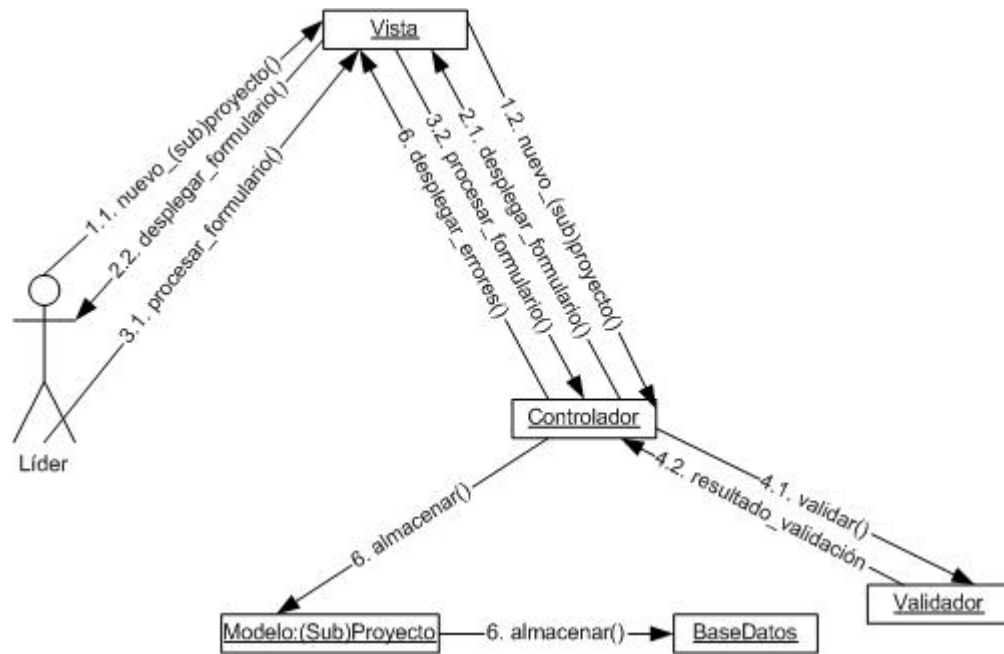 Vista
1.1. nuevo_(sub)proyecto()
2.2. desplegar_formulario()
3.1. procesar_formulario()
6. desplegar_errores()
3.2. procesar_formulario()
2.1. desplegar_formulario()
1.2. nuevo_(sub)proyecto()
Líder
Controlador
4.1. validar()
4.2. resultado_validación
6. almacenar()
Validador
Modelo:(Sub)Proyecto
6. almacenar()
BaseDatos